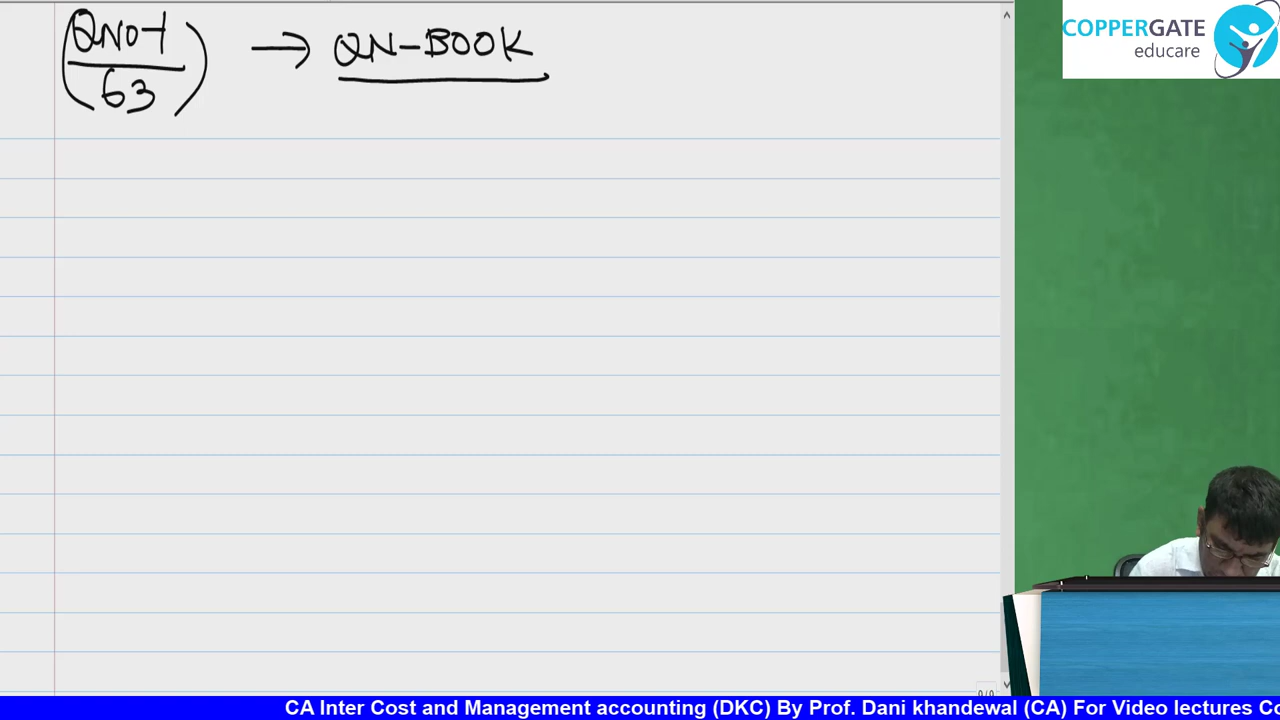 QNo-1 → QN-BOOK
63
COPPERGATE
educare
CA Inter Cost and Management accounting (DKC) By Prof. Dani khandewal (CA) For Video lectures Co